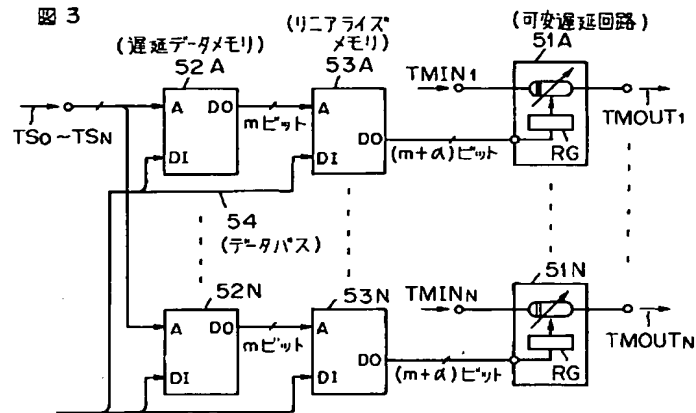 図 3
(遅延データメモリ)
(リニアライズ
メモリ)
(可変遅延回路)
52A
53A
51A
TMIN1
TS0~TSN
A
DO
DI
mビット
A
DO
(m+α)ビット
RG
TMOUT1
54
(データバス)
52N
53N
51N
TMINN
A
DO
DI
mビット
A
DO
DI
(m+α)ビット
RG
TMOUTN